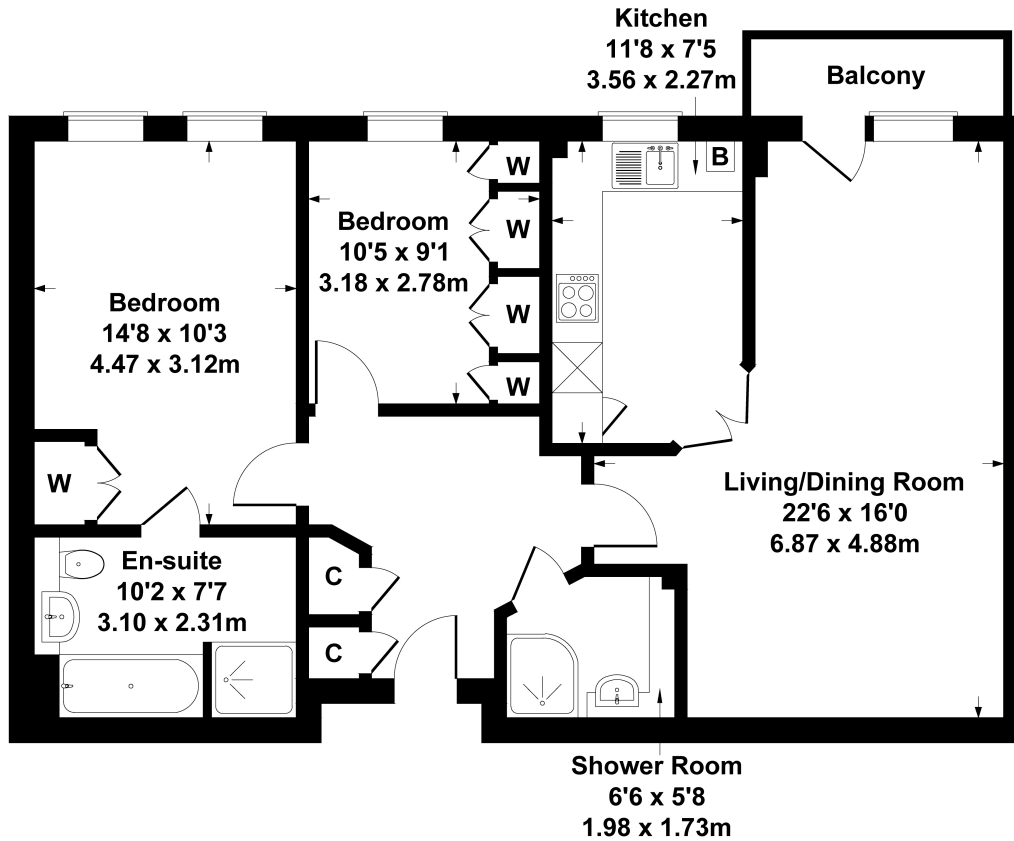 Kitchen
11'8 x 7'5
3.56 x 2.27m
Balcony
B
W
W
W
W
Bedroom
10'5 x 9'1
3.18 x 2.78m
Bedroom
14'8 x 10'3
4.47 x 3.12m
W
Living/Dining Room
22'6 x 16'0
6.87 x 4.88m
En-suite
10'2 x 7'7
3.10 x 2.31m
C
C
Shower Room
6'6 x 5'8
1.98 x 1.73m